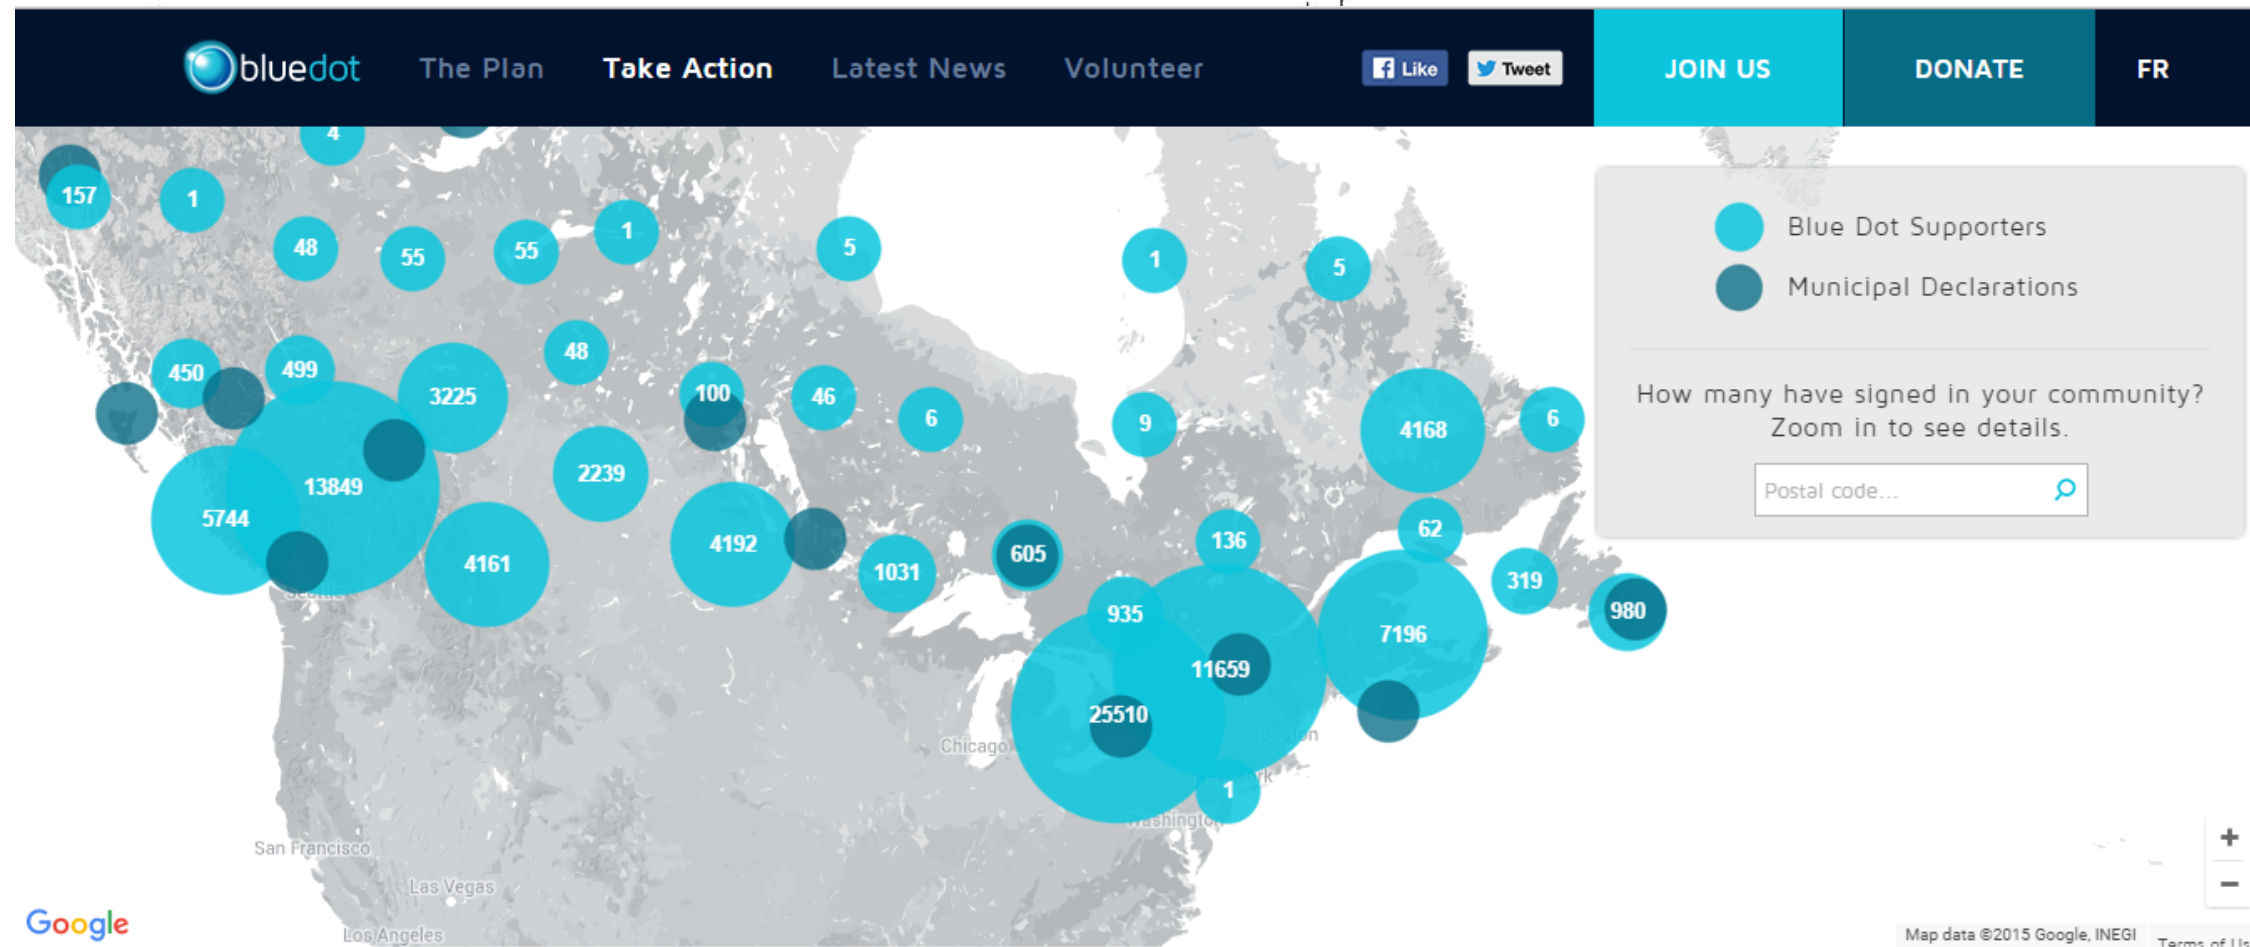 bluedot The Plan Take Action Latest News Volunteer Like Tweet JOIN US DONATE FR
4
157
1
48
55
55
1
5
1
5
Blue Dot Supporters
Municipal Declarations
450
499
3225
48
100
46
6
9
4168
6
How many have signed in your community?
Zoom in to see details.
Postal code...
13849
5744
4161
2239
4192
1031
605
136
62
319
980
935
7196
11659
25510
1
Seattle
Chicago
Boston
Washington
San Francisco
Las Vegas
Los Angeles
+
−
Google
Map data ©2015 Google, INEGI
Terms of